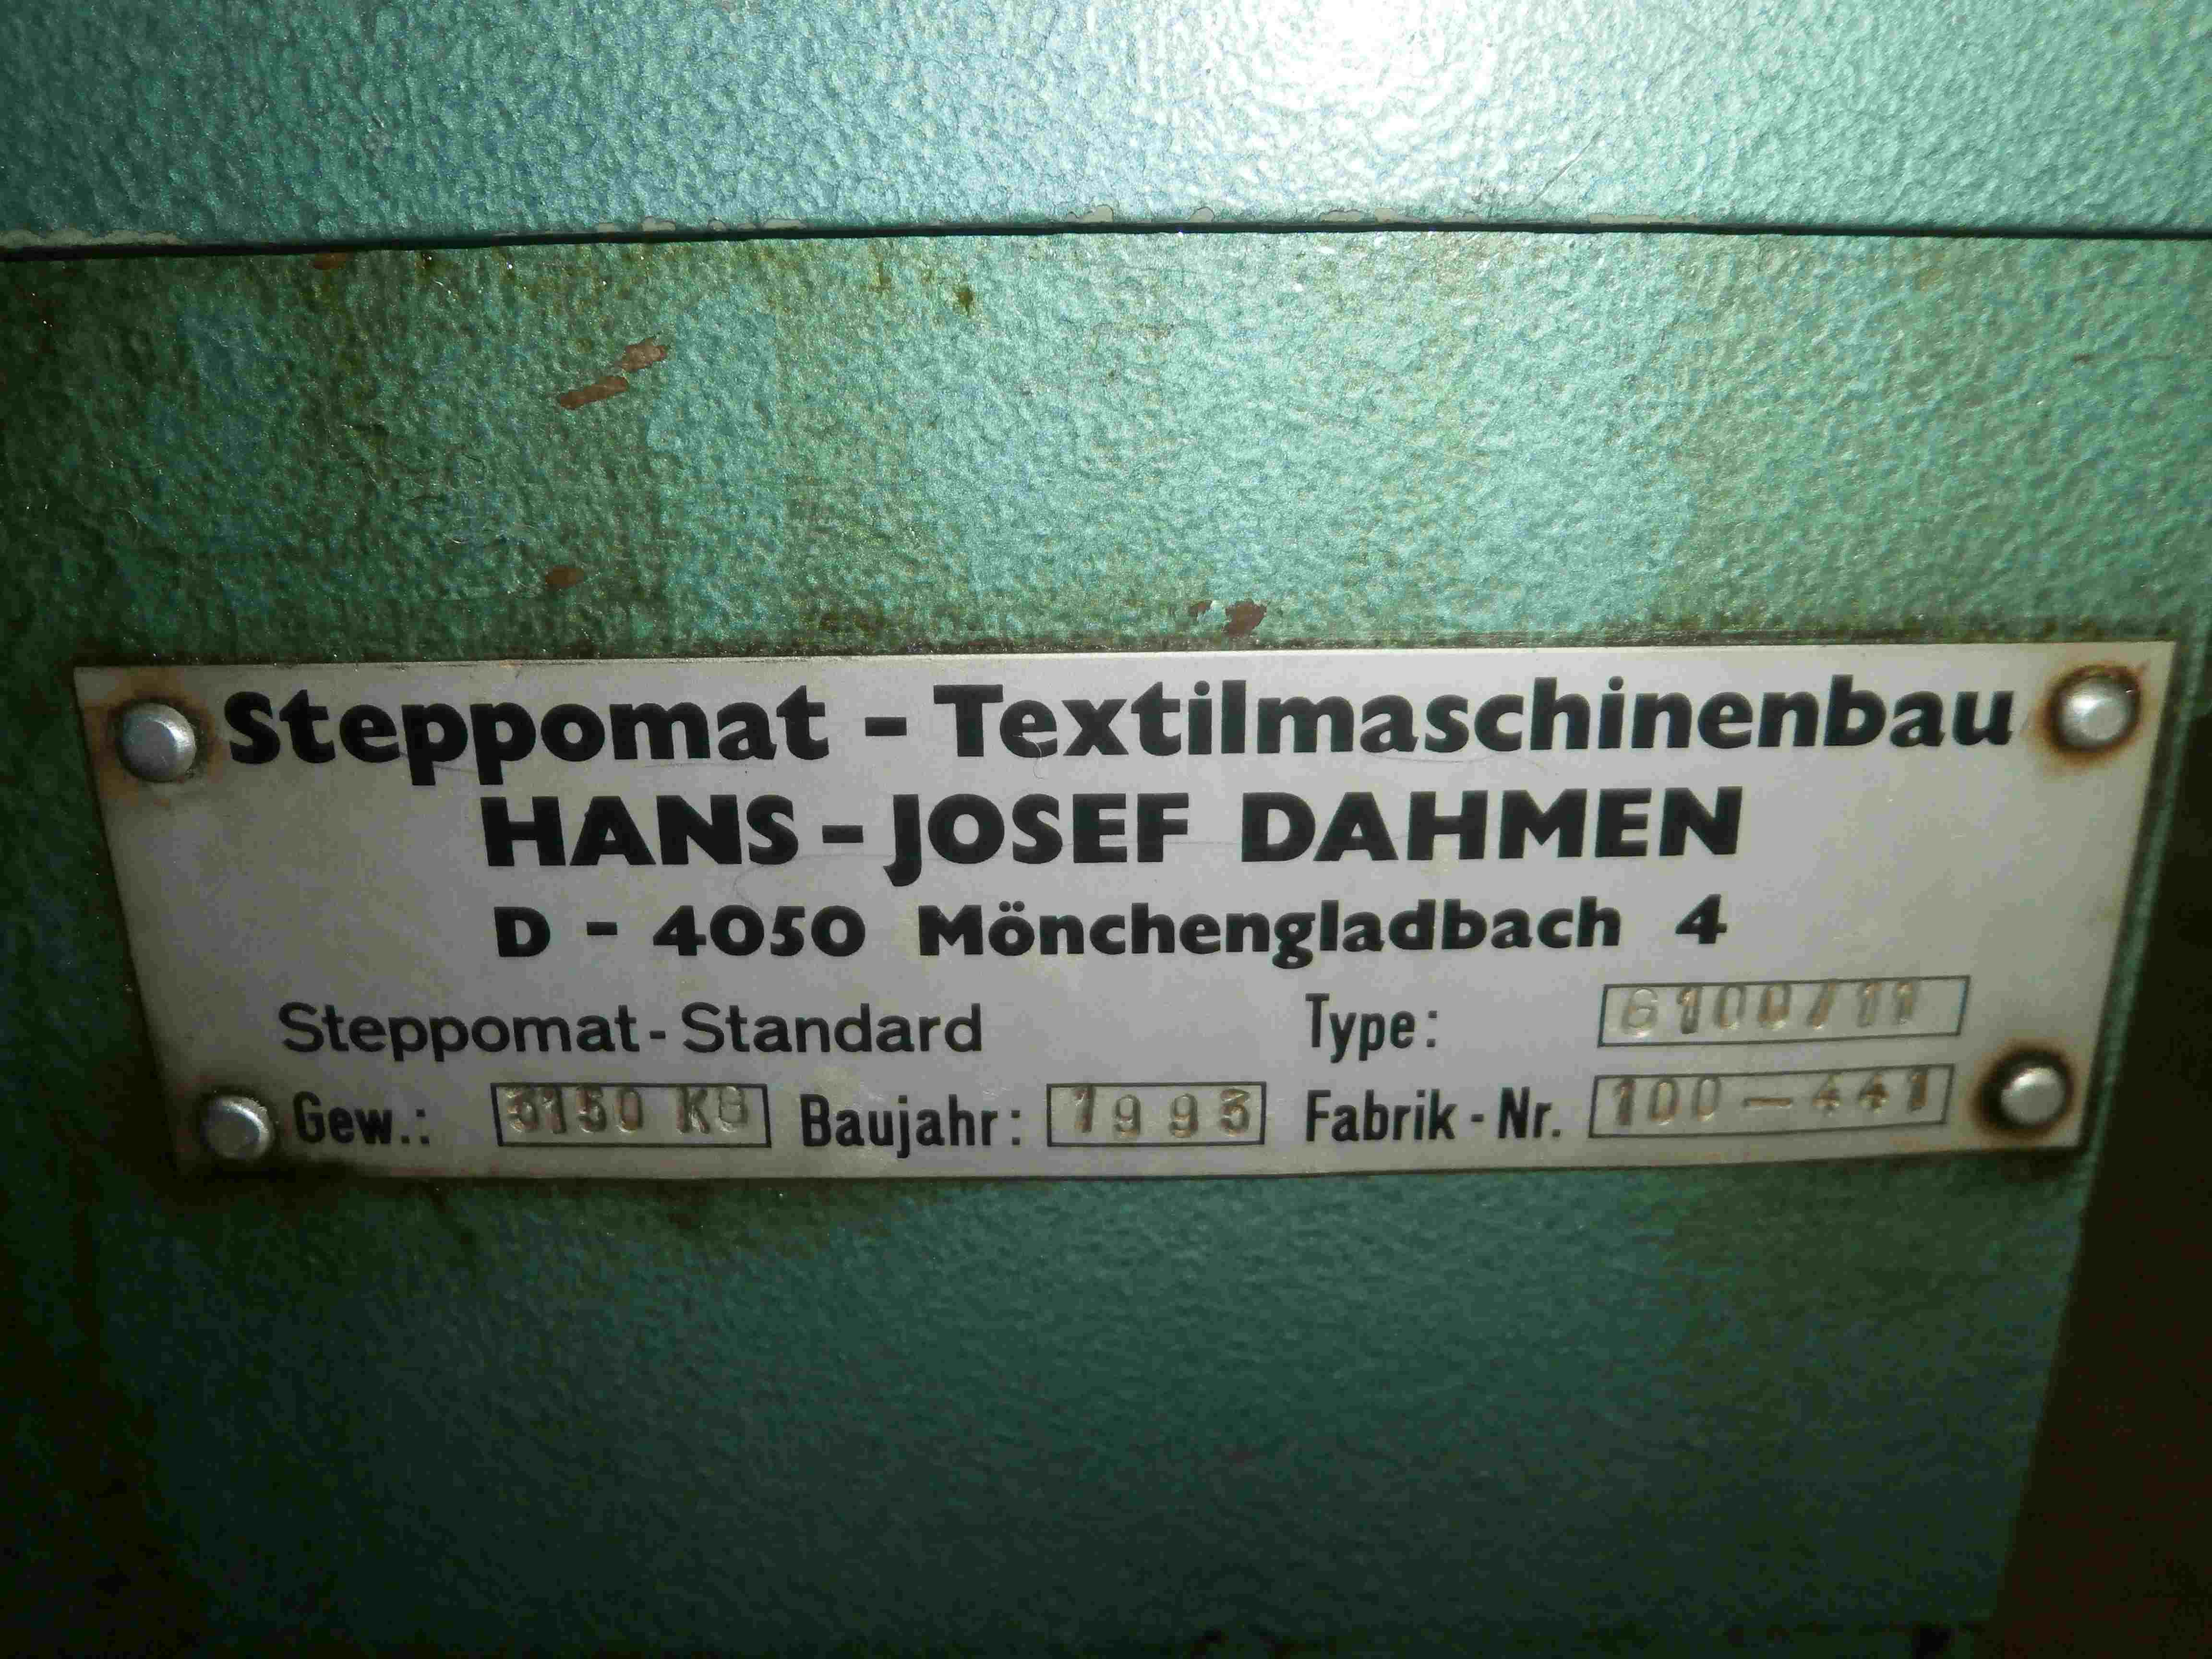 Steppomat - Textilmaschinenbau
HANS - JOSEF DAHMEN
D - 4050 Mönchengladbach 4
Steppomat - Standard Type: G100/11
Gew.: 3150 KG Baujahr: 1993 Fabrik - Nr. 100 - 441